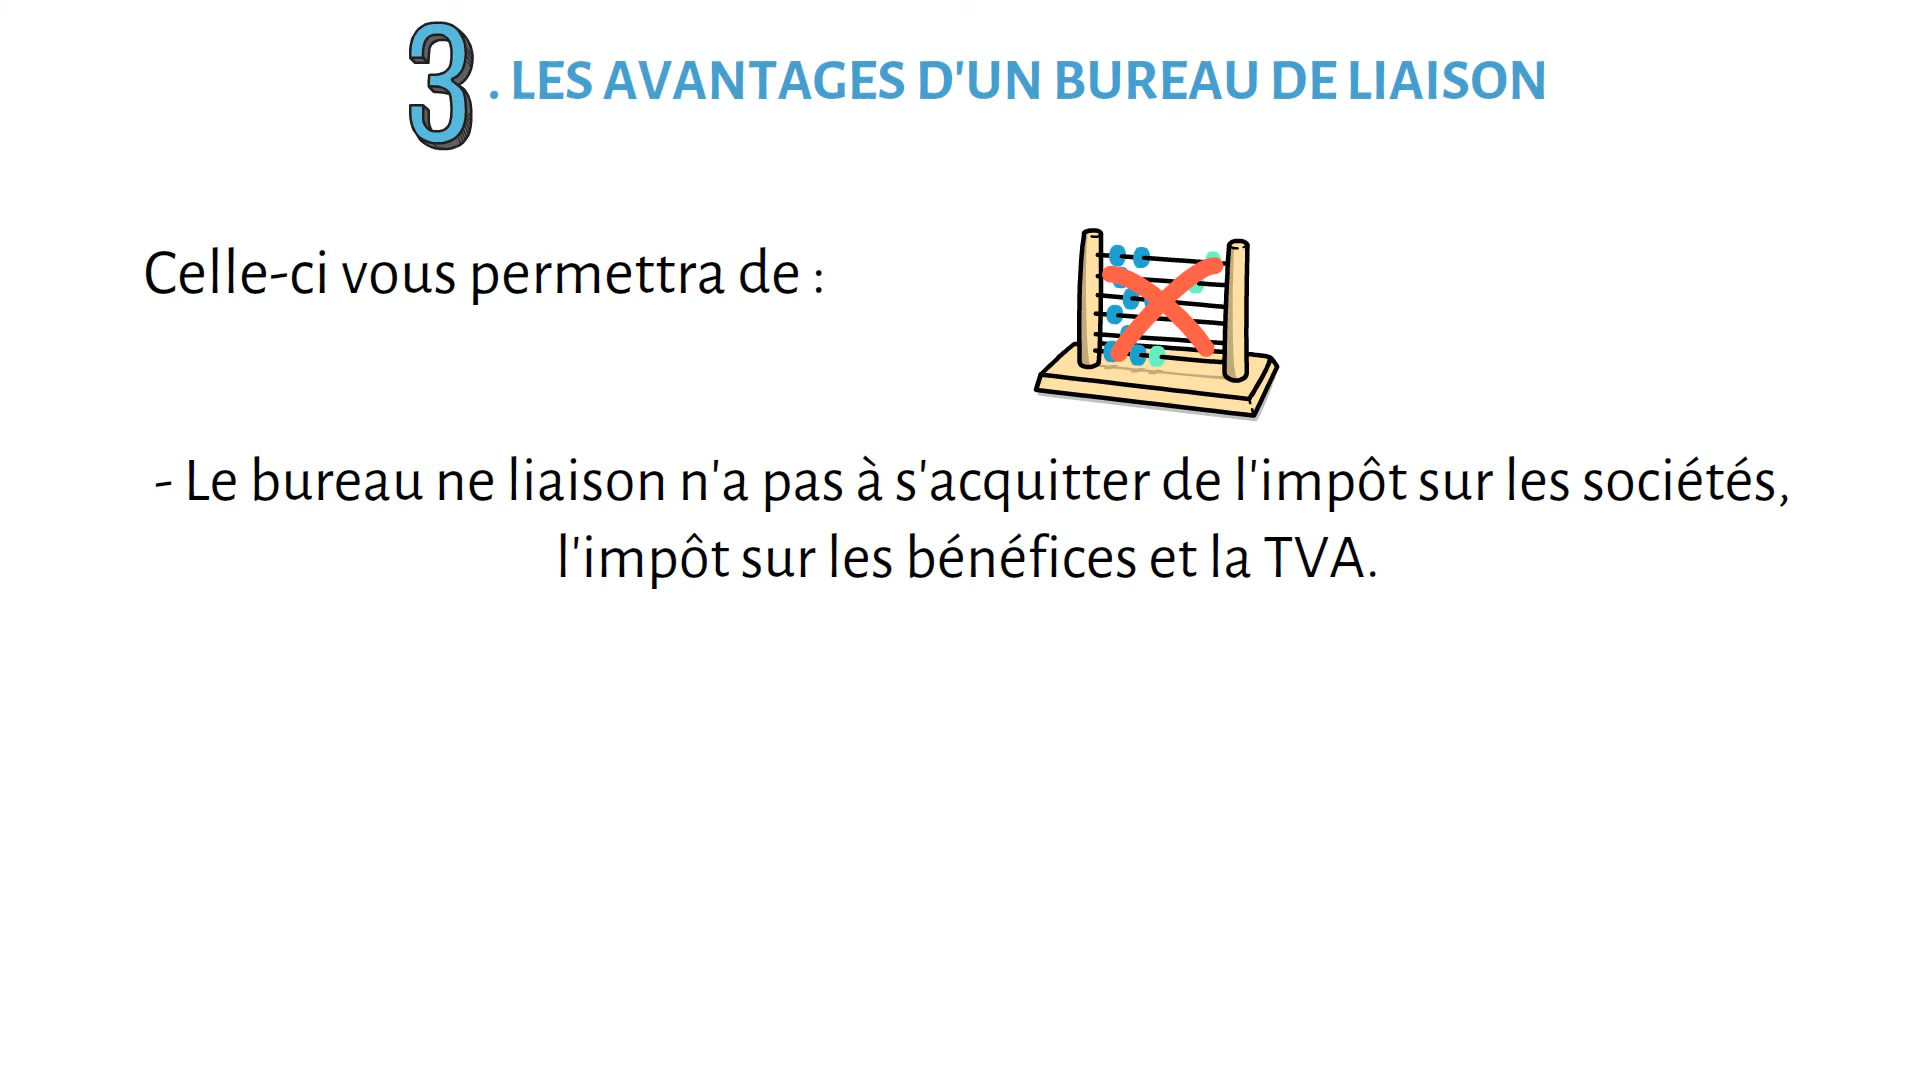 3. LES AVANTAGES D'UN BUREAU DE LIAISON
Celle-ci vous permettra de :
- Le bureau ne liaison n'a pas à s'acquitter de l'impôt sur les sociétés,
l'impôt sur les bénéfices et la TVA.